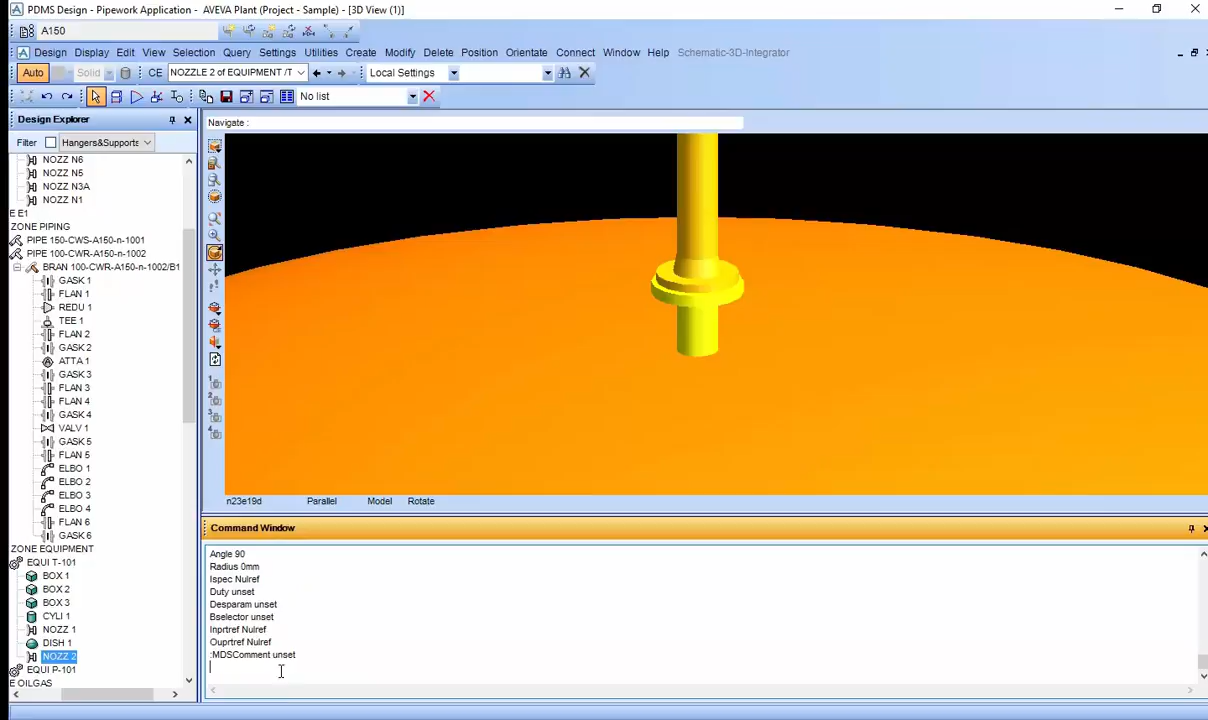 PDMS Design - Pipework Application - AVEVA Plant (Project - Sample) - [3D View (1)]
A150
Design Display Edit View Selection Query Settings Utilities Create Modify Delete Position Orientate Connect Window Help Schematic-3D-Integrator
Auto Solid CE NOZZLE 2 of EQUIPMENT /T Local Settings
No list
Design Explorer
Filter Hangers&Supports
Navigate :
NOZZ N6
NOZZ N5
NOZZ N3A
NOZZ N1
E E1
ZONE PIPING
PIPE 150-CWS-A150-n-1001
PIPE 100-CWR-A150-n-1002
BRAN 100-CWR-A150-n-1002/B1
GASK 1
FLAN 1
REDU 1
TEE 1
FLAN 2
GASK 2
ATTA 1
GASK 3
FLAN 3
FLAN 4
GASK 4
VALV 1
GASK 5
FLAN 5
ELBO 1
ELBO 2
ELBO 3
ELBO 4
FLAN 6
GASK 6
ZONE EQUIPMENT
EQUI T-101
BOX 1
BOX 2
BOX 3
CYLI 1
NOZZ 1
DISH 1
NOZZ 2
EQUI P-101
E OILGAS
1
2
3
4
n23e19d Parallel Model Rotate
Command Window
Angle 90
Radius 0mm
Ispec Nulref
Duty unset
Desparam unset
Bselector unset
Inprtref Nulref
Ouprtref Nulref
:MDSComment unset